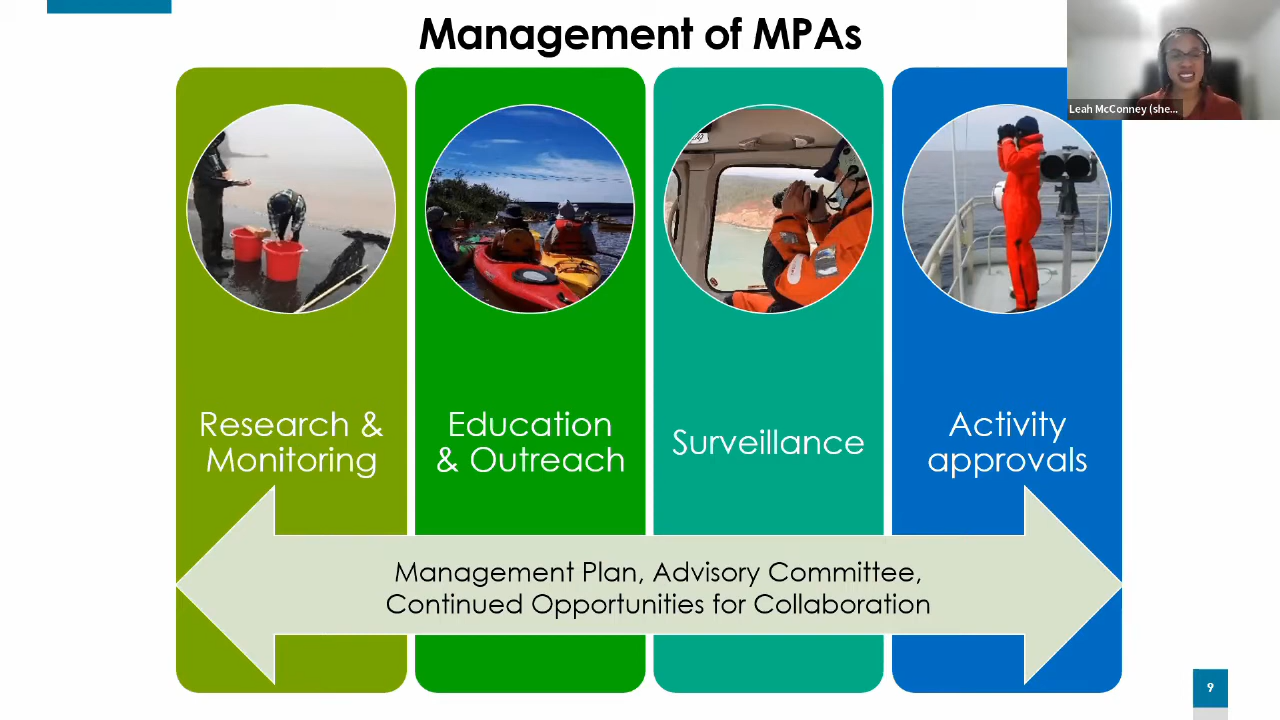 Management of MPAs
Leah McConney (she...
Research &
Monitoring
Education
& Outreach
Surveillance
Activity
approvals
Management Plan, Advisory Committee,
Continued Opportunities for Collaboration
9